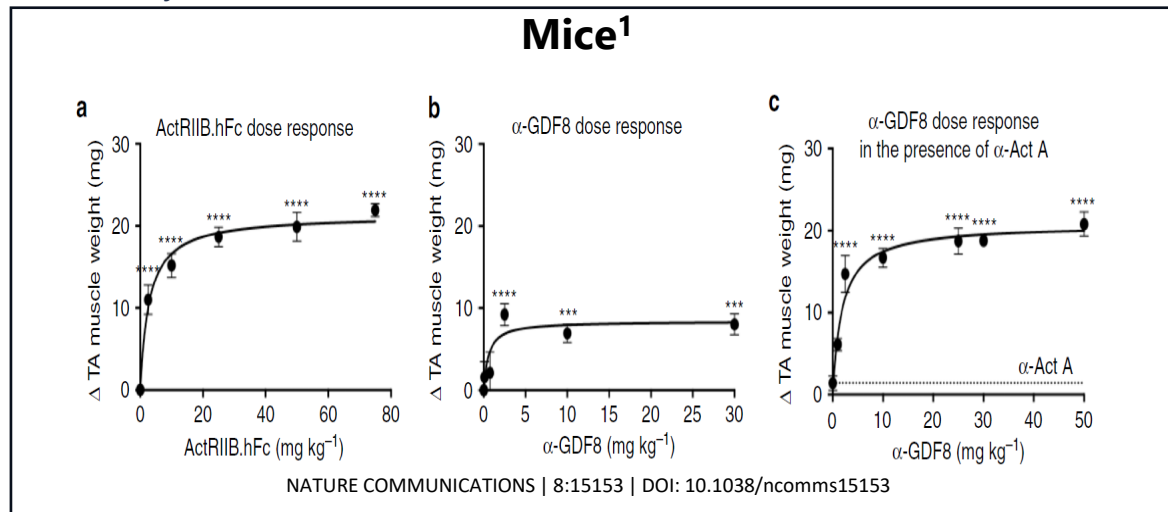 Mice¹
a
ActRIIB.hFc dose response
Δ TA muscle weight (mg)
30
20
10
0
****
****
****
****
****
0 20 40 60 80
ActRIIB.hFc (mg kg⁻¹)
b
α-GDF8 dose response
Δ TA muscle weight (mg)
30
20
10
0
****
***
***
0 5 10 15 20 25 30
α-GDF8 (mg kg⁻¹)
c
α-GDF8 dose response
in the presence of α-Act A
Δ TA muscle weight (mg)
30
20
10
0
****
****
****
****
****
α-Act A
0 10 20 30 40 50
α-GDF8 (mg kg⁻¹)
NATURE COMMUNICATIONS | 8:15153 | DOI: 10.1038/ncomms15153